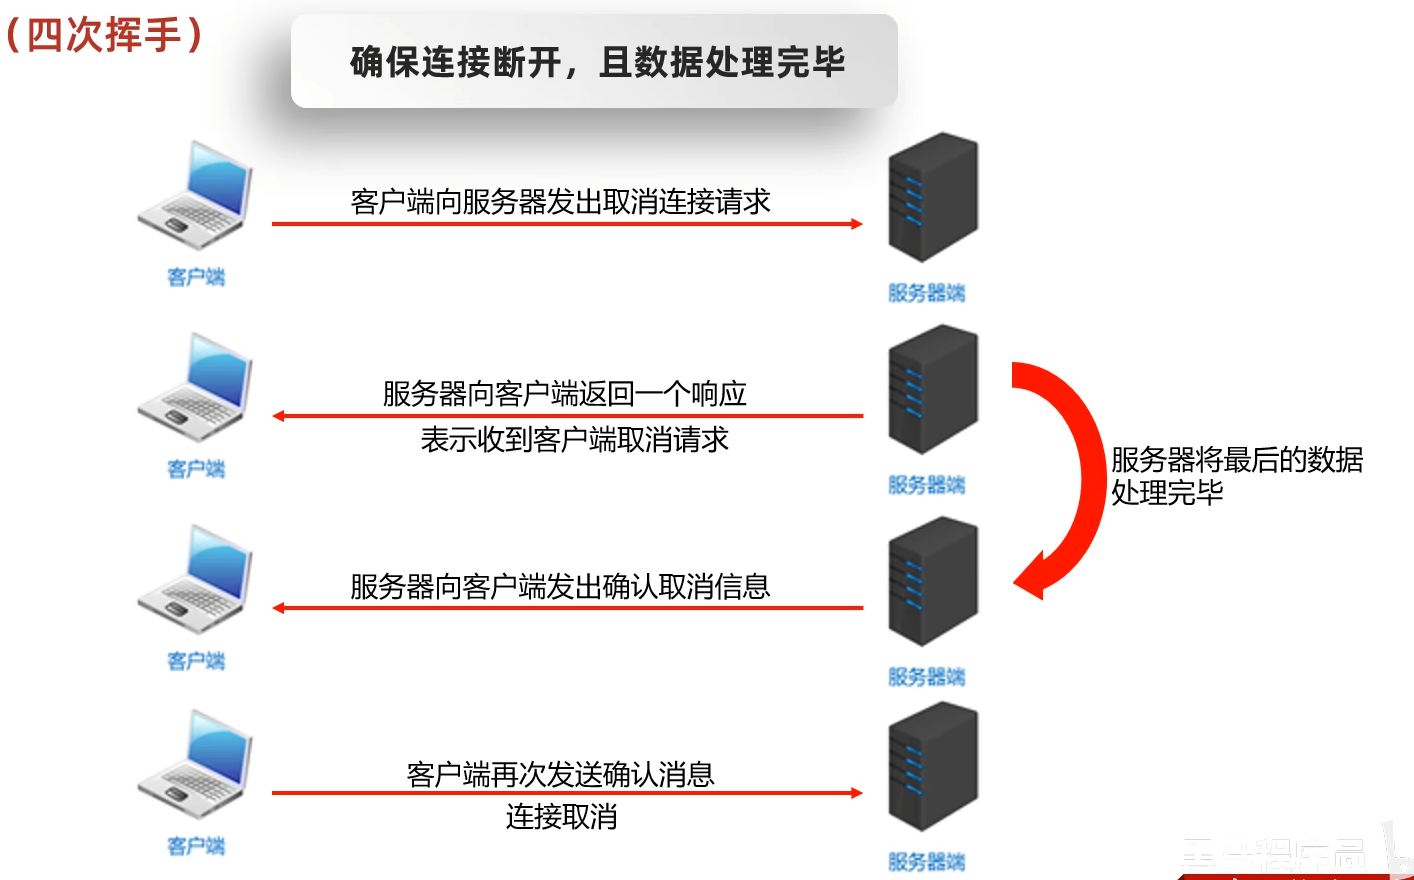 （四次挥手）
确保连接断开，且数据处理完毕
客户端向服务器发出取消连接请求
客户端
服务器端
服务器向客户端返回一个响应
表示收到客户端取消请求
客户端
服务器端
服务器将最后的数据
处理完毕
服务器向客户端发出确认取消信息
客户端
服务器端
客户端再次发送确认消息
连接取消
客户端
服务器端
黑马程序员